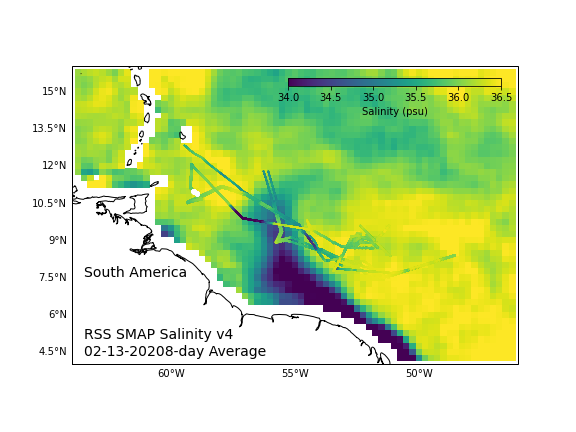 15°N
13.5°N
12°N
10.5°N
9°N
7.5°N
6°N
4.5°N
34.0 34.5 35.0 35.5 36.0 36.5
Salinity (psu)
South America
RSS SMAP Salinity v4
02-13-20208-day Average
60°W 55°W 50°W